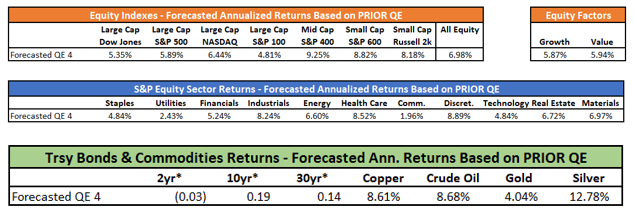 Equity Indexes - Forecasted Annualized Returns Based on PRIOR QE
Large Cap Large Cap Large Cap Large Cap Mid Cap Small Cap Small Cap All Equity
Dow Jones S&P 500 NASDAQ S&P 100 S&P 400 S&P 600 Russell 2k
Forecasted QE 4 5.35% 5.89% 6.44% 4.81% 9.25% 8.82% 8.18% 6.98%
Equity Factors
Growth Value
5.87% 5.94%
S&P Equity Sector Returns - Forecasted Annualized Returns Based on PRIOR QE
Staples Utilities Financials Industrials Energy Health Care Comm. Discret. Technology Real Estate Materials
Forecasted QE 4 4.84% 2.43% 5.24% 8.24% 6.60% 8.52% 1.96% 8.89% 4.84% 6.72% 6.97%
Trsy Bonds & Commodities Returns - Forecasted Ann. Returns Based on PRIOR QE
2yr* 10yr* 30yr* Copper Crude Oil Gold Silver
Forecasted QE 4 (0.03) 0.19 0.14 8.61% 8.68% 4.04% 12.78%